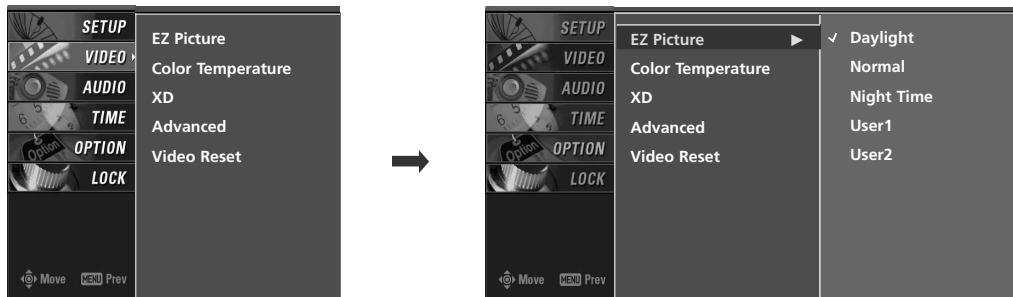 SETUP
VIDEO
AUDIO
TIME
OPTION
LOCK
Move MENU Prev
EZ Picture
Color Temperature
XD
Advanced
Video Reset
SETUP
VIDEO
AUDIO
TIME
OPTION
LOCK
Move MENU Prev
EZ Picture
Color Temperature
XD
Advanced
Video Reset
Daylight
Normal
Night Time
User1
User2